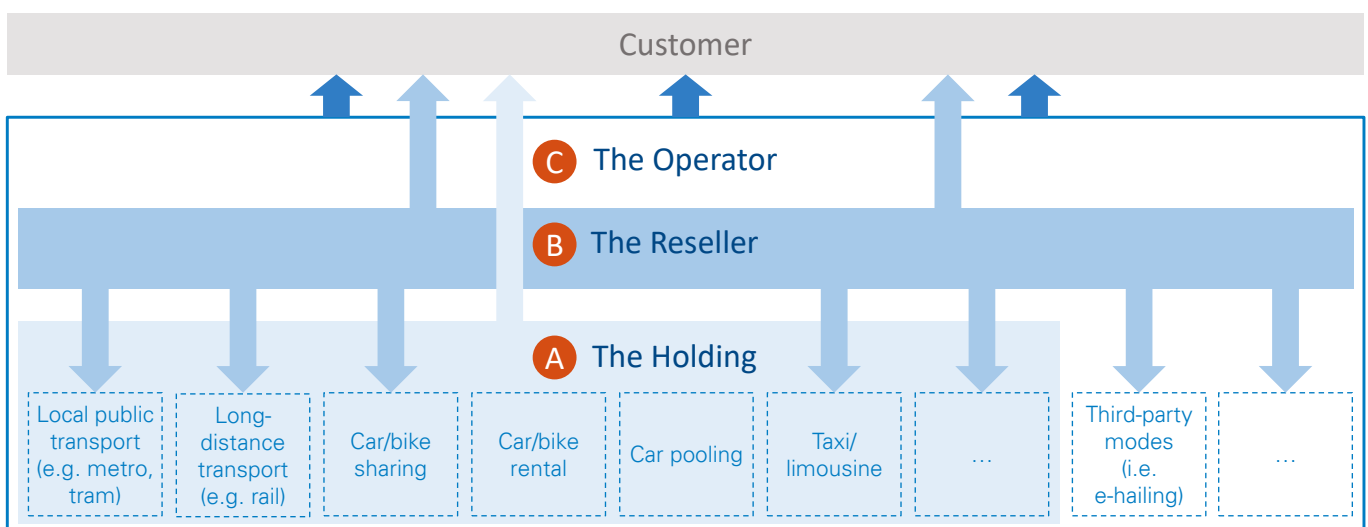 Customer
C The Operator
B The Reseller
A The Holding
Local public
transport
(e.g. metro,
tram)
Long-
distance
transport
(e.g. rail)
Car/bike
sharing
Car/bike
rental
Car pooling
Taxi/
limousine
…
Third-party
modes
(i.e.
e-hailing)
…